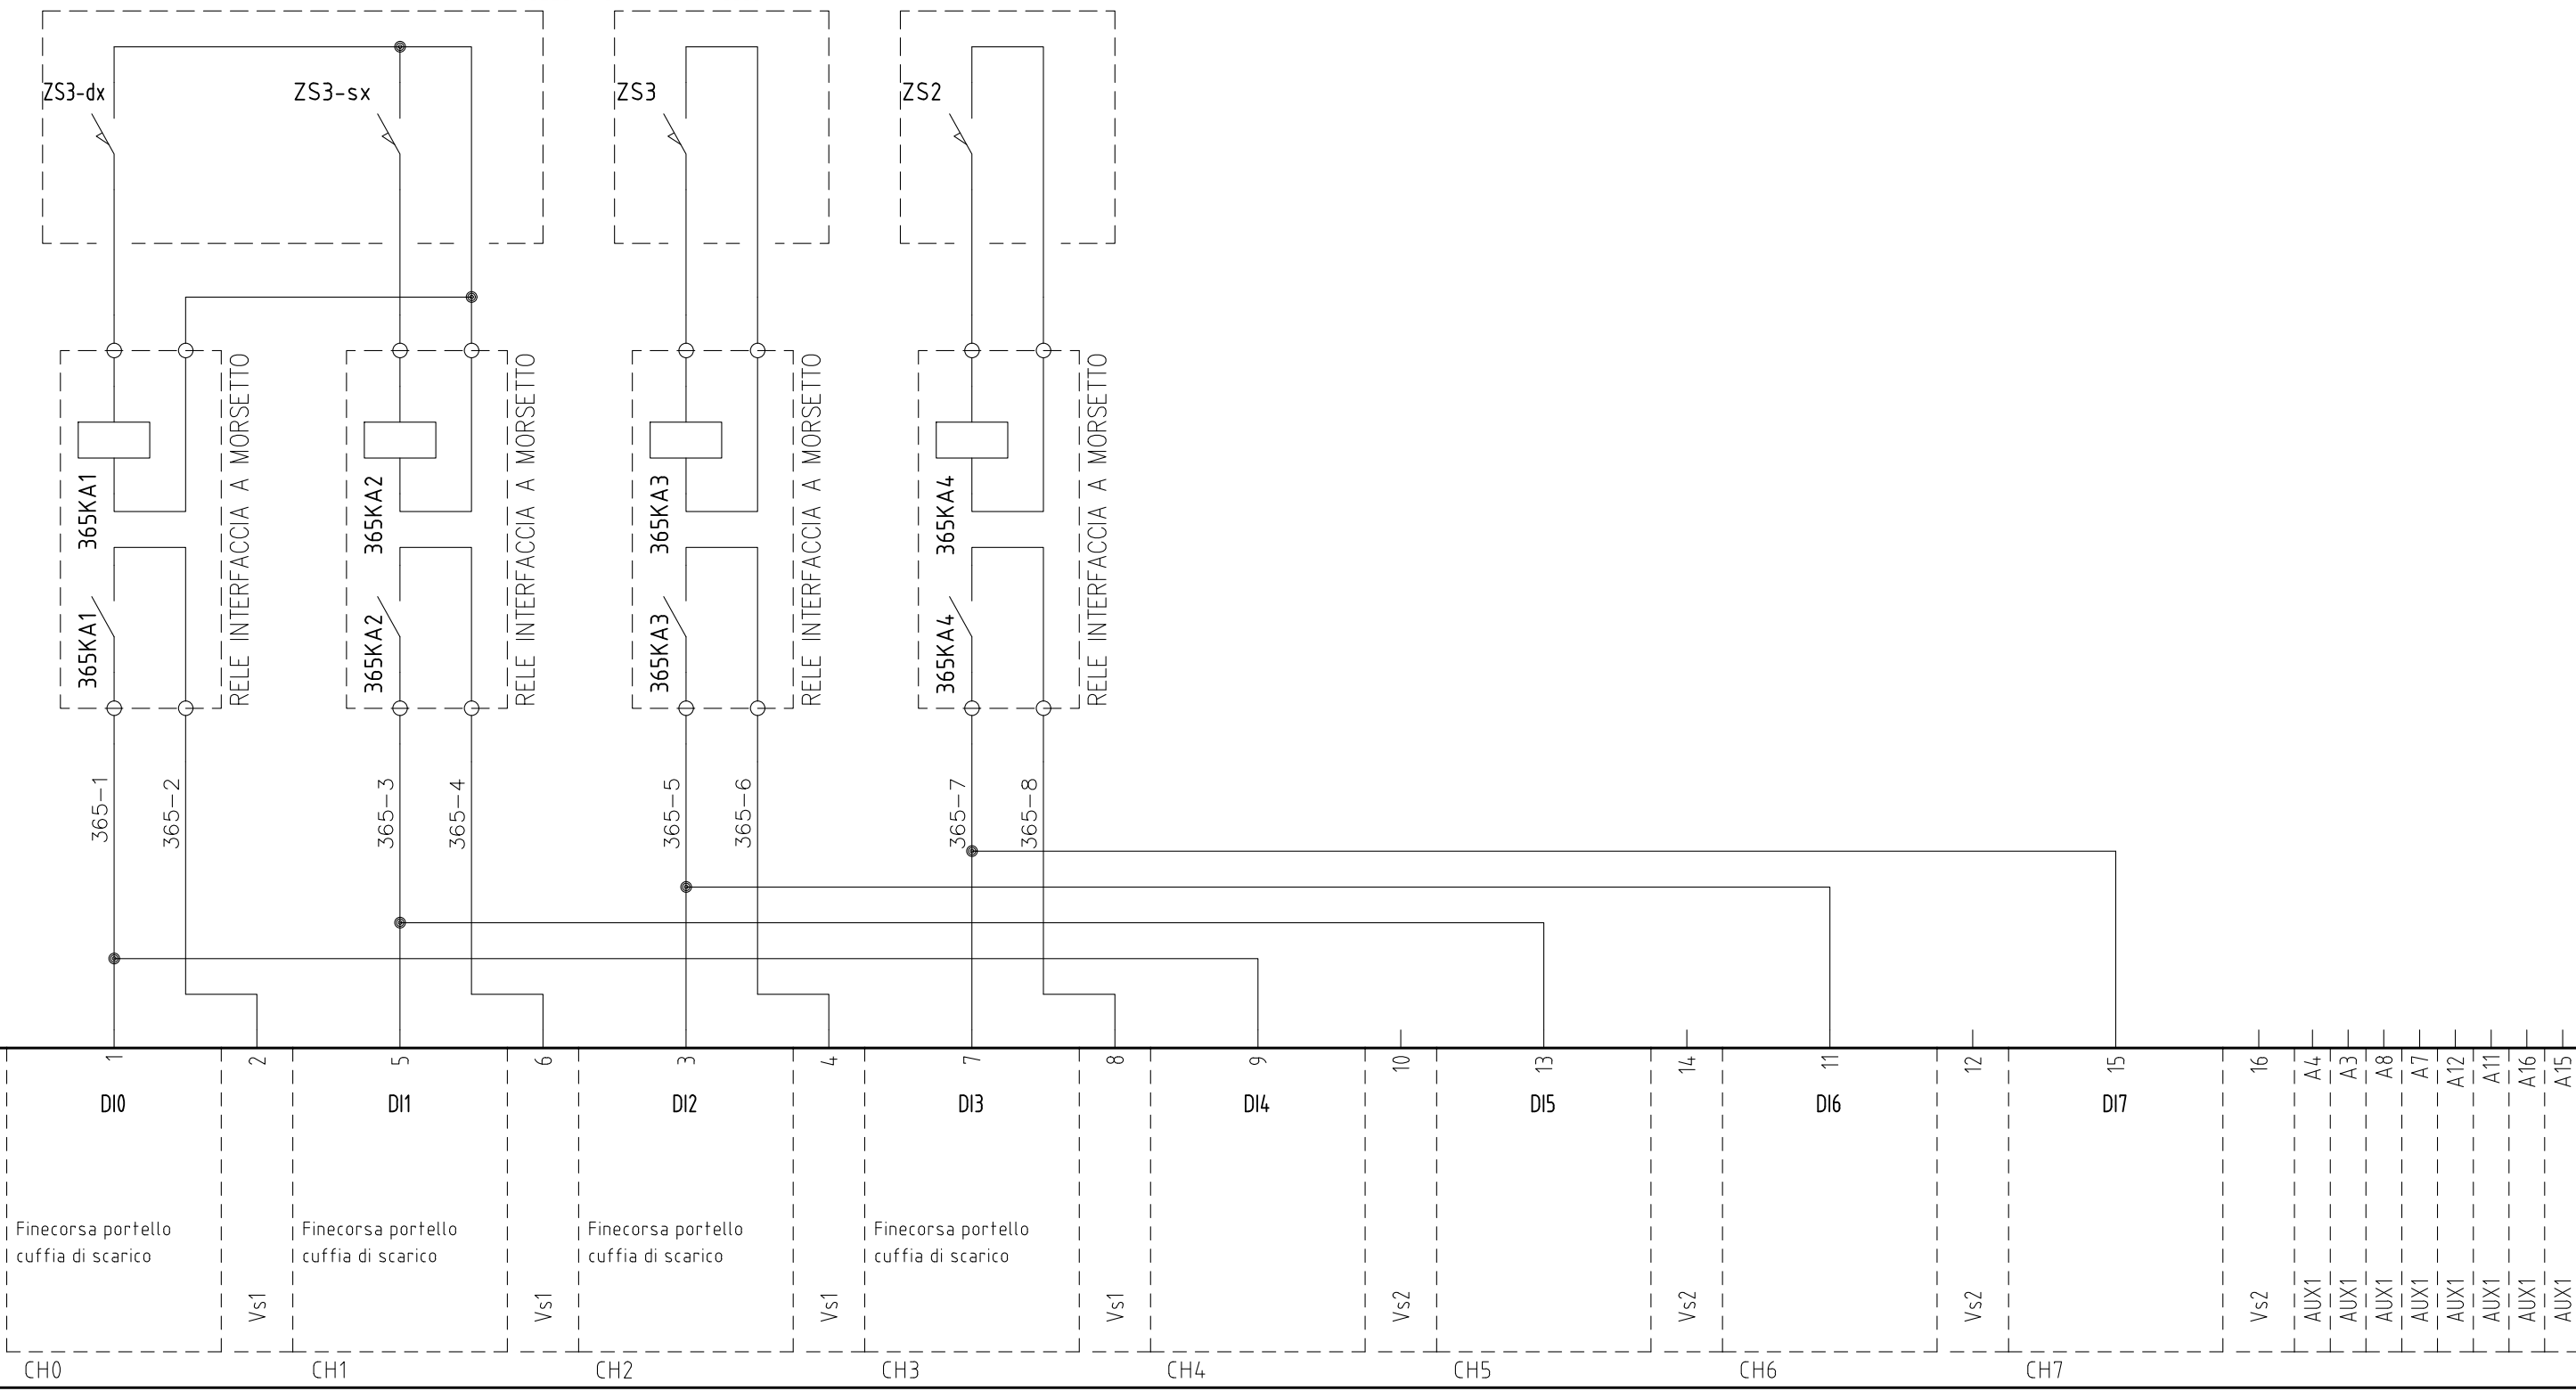 ZS3-dx
ZS3-sx
ZS3
ZS2
365KA1
365KA1
RELE INTERFACCIA A MORSETTO
365KA2
365KA2
RELE INTERFACCIA A MORSETTO
365KA3
365KA3
RELE INTERFACCIA A MORSETTO
365KA4
365KA4
RELE INTERFACCIA A MORSETTO
365-1
365-2
365-3
365-4
365-5
365-6
365-7
365-8
1
2
5
6
3
4
7
8
9
10
13
14
11
12
15
16
A4
A3
A8
A7
A12
A11
A16
A15
DI0
DI1
DI2
DI3
DI4
DI5
DI6
DI7
Finecorsa portello
cuffia di scarico
Finecorsa portello
cuffia di scarico
Finecorsa portello
cuffia di scarico
Finecorsa portello
cuffia di scarico
Vs1
Vs1
Vs1
Vs1
Vs2
Vs2
Vs2
Vs2
AUX1
AUX1
AUX1
AUX1
AUX1
AUX1
AUX1
AUX1
CH0
CH1
CH2
CH3
CH4
CH5
CH6
CH7